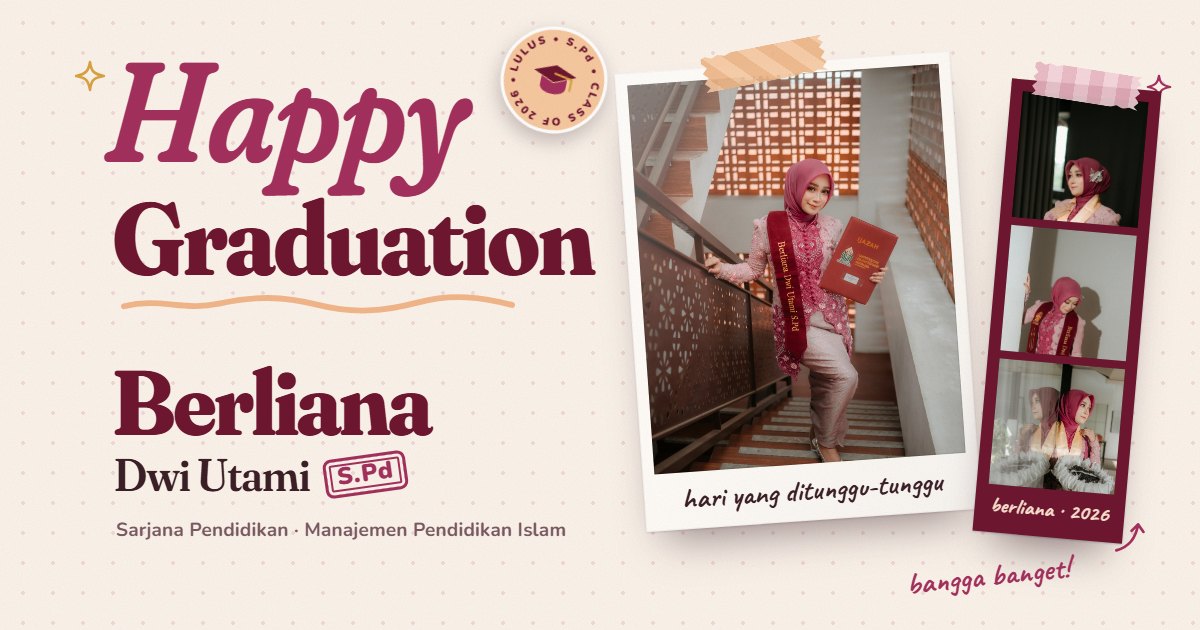 Happy
Graduation
LULUS • S.Pd • CLASS OF 2026 •
Berliana
Dwi Utami
S.Pd
Sarjana Pendidikan · Manajemen Pendidikan Islam
Berliana Dwi Utami S.Pd
IJAZAH
hari yang ditunggu-tunggu
berliana · 2026
bangga banget!